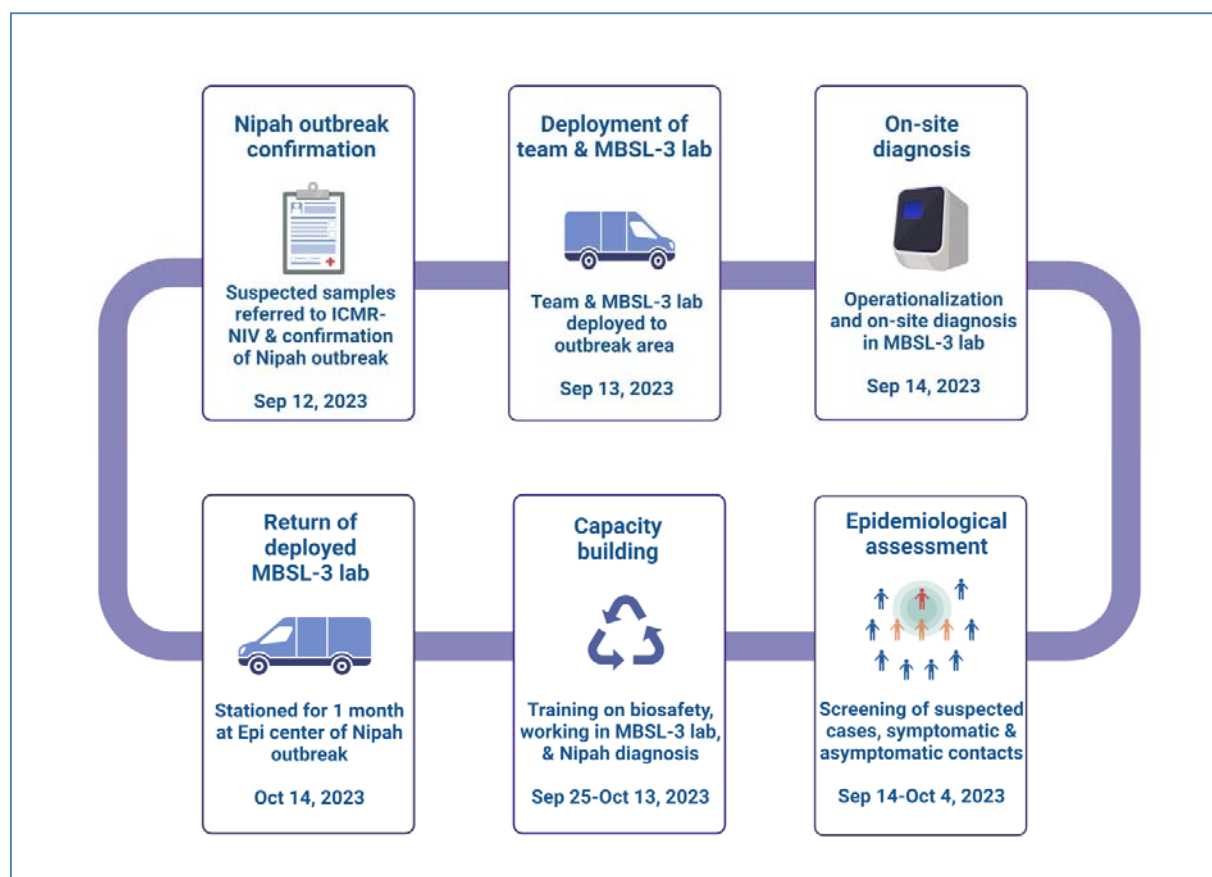 Nipah outbreak
confirmation
Suspected samples
referred to ICMR-
NIV & confirmation
of Nipah outbreak
Sep 12, 2023
Deployment of
team & MBSL-3 lab
Team & MBSL-3 lab
deployed to
outbreak area
Sep 13, 2023
On-site
diagnosis
Operationalization
and on-site diagnosis
in MBSL-3 lab
Sep 14, 2023
Return of
deployed
MBSL-3 lab
Stationed for 1 month
at Epi center of Nipah
outbreak
Oct 14, 2023
Capacity
building
Training on biosafety,
working in MBSL-3 lab,
& Nipah diagnosis
Sep 25-Oct 13, 2023
Epidemiological
assessment
Screening of suspected
cases, symptomatic &
asymptomatic contacts
Sep 14-Oct 4, 2023